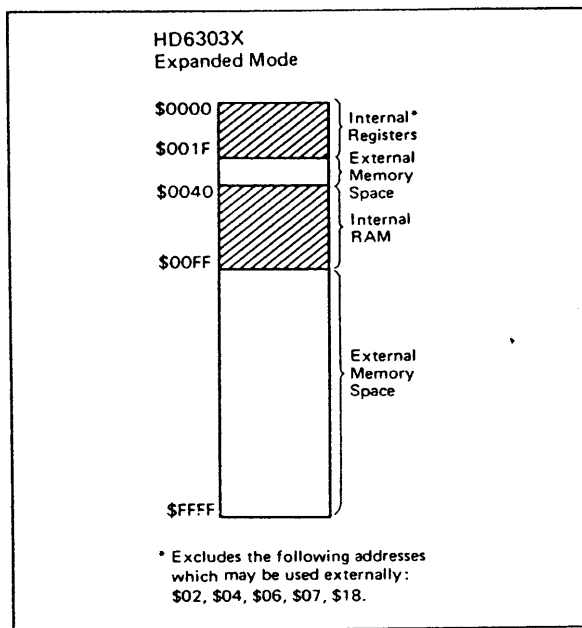 HD6303X
Expanded Mode
$0000
Internal*
Registers
$001F
External
Memory
Space
$0040
Internal
RAM
$00FF
External
Memory
Space
$FFFF
* Excludes the following addresses
which may be used externally:
$02, $04, $06, $07, $18.